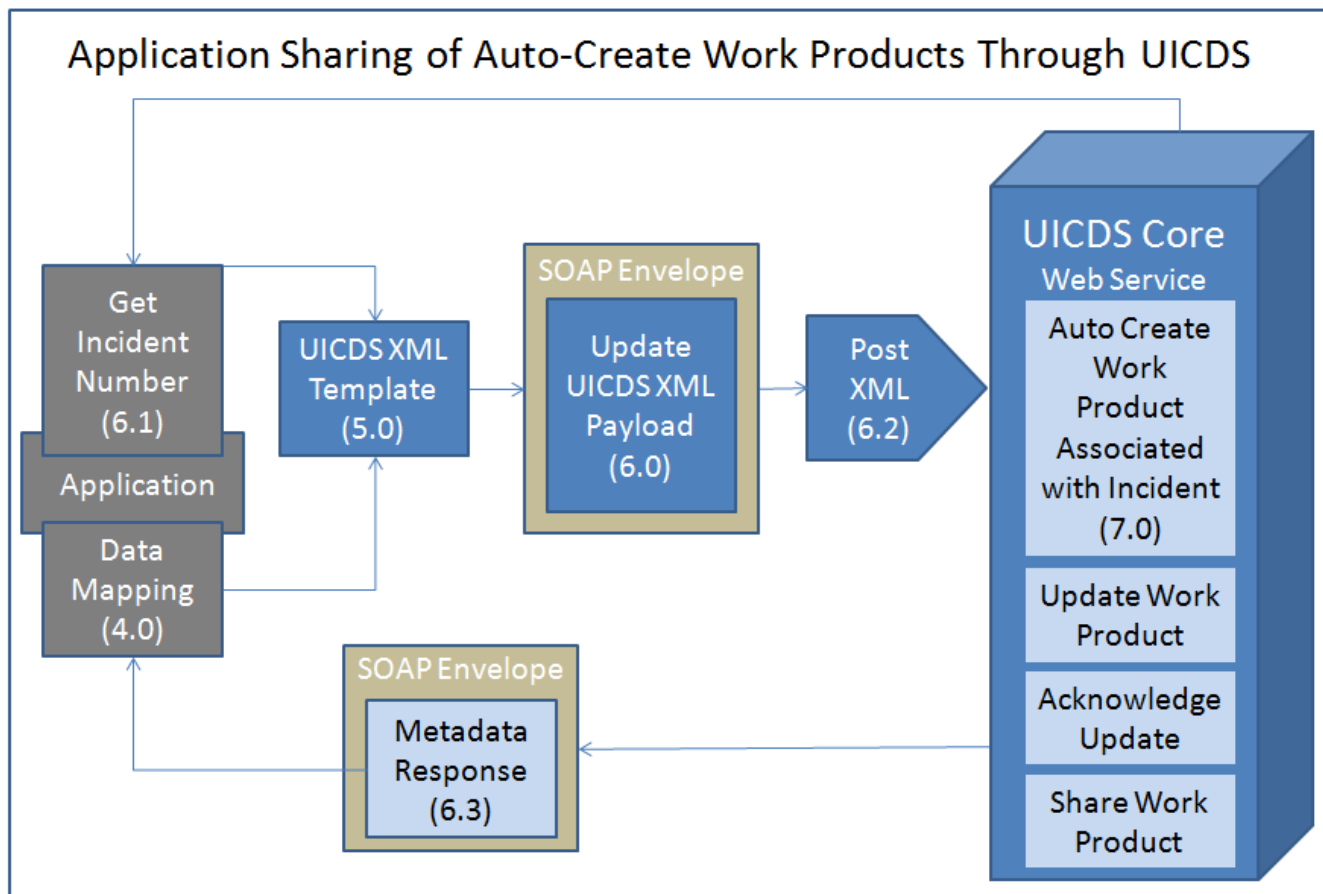 Application Sharing of Auto-Create Work Products Through UICDS
Get
Incident
Number
(6.1)
Application
Data
Mapping
(4.0)
UICDS XML
Template
(5.0)
SOAP Envelope
Update
UICDS XML
Payload
(6.0)
Post
XML
(6.2)
UICDS Core
Web Service
Auto Create
Work
Product
Associated
with Incident
(7.0)
Update Work
Product
Acknowledge
Update
Share Work
Product
SOAP Envelope
Metadata
Response
(6.3)